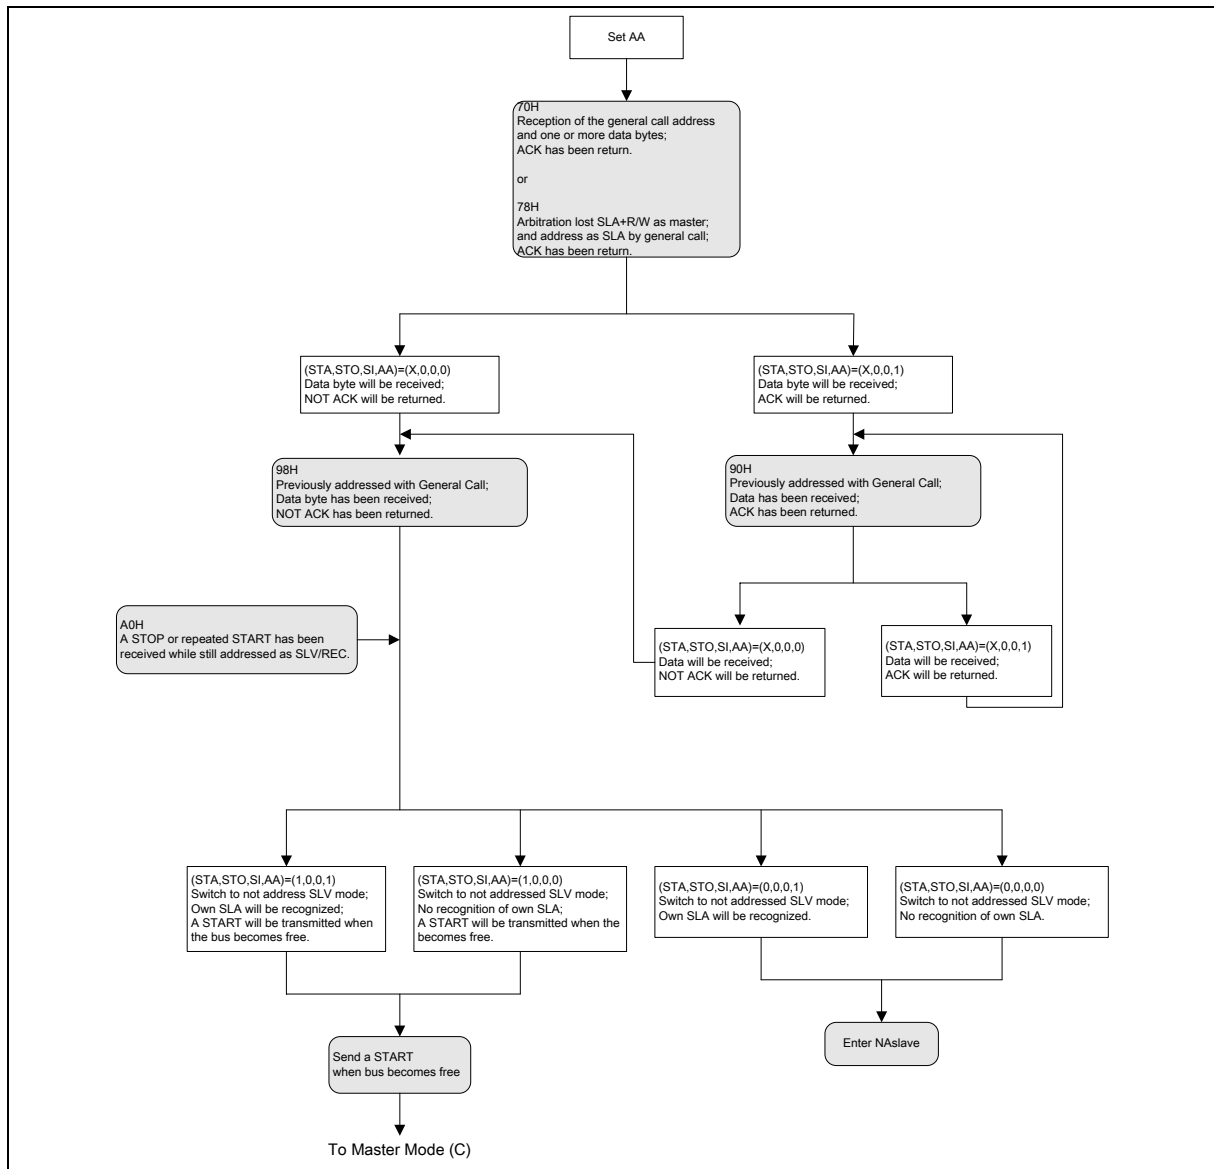 Set AA
70H
Reception of the general call address
and one or more data bytes;
ACK has been return.
or
78H
Arbitration lost SLA+R/W as master;
and address as SLA by general call;
ACK has been return.
(STA,STO,SI,AA)=(X,0,0,0)
Data byte will be received;
NOT ACK will be returned.
(STA,STO,SI,AA)=(X,0,0,1)
Data byte will be received;
ACK will be returned.
98H
Previously addressed with General Call;
Data byte has been received;
NOT ACK has been returned.
90H
Previously addressed with General Call;
Data has been received;
ACK has been returned.
A0H
A STOP or repeated START has been
received while still addressed as SLV/REC.
(STA,STO,SI,AA)=(X,0,0,0)
Data will be received;
NOT ACK will be returned.
(STA,STO,SI,AA)=(X,0,0,1)
Data will be received;
ACK will be returned.
(STA,STO,SI,AA)=(1,0,0,1)
Switch to not address SLV mode;
Own SLA will be recognized;
A START will be transmitted when
the bus becomes free.
(STA,STO,SI,AA)=(1,0,0,0)
Switch to not addressed SLV mode;
No recognition of own SLA;
A START will be transmitted when the
becomes free.
(STA,STO,SI,AA)=(0,0,0,1)
Switch to not addressed SLV mode;
Own SLA will be recognized.
(STA,STO,SI,AA)=(0,0,0,0)
Switch to not addressed SLV mode;
No recognition of own SLA.
Send a START
when bus becomes free
Enter NAslave
To Master Mode (C)